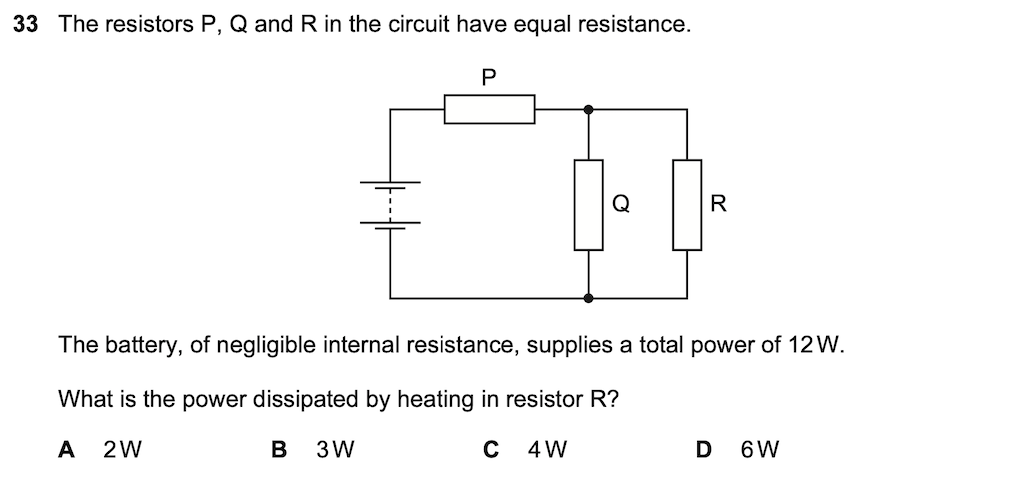 33 The resistors P, Q and R in the circuit have equal resistance.
P
Q
R
The battery, of negligible internal resistance, supplies a total power of 12W.
What is the power dissipated by heating in resistor R?
A 2W B 3W C 4W D 6W